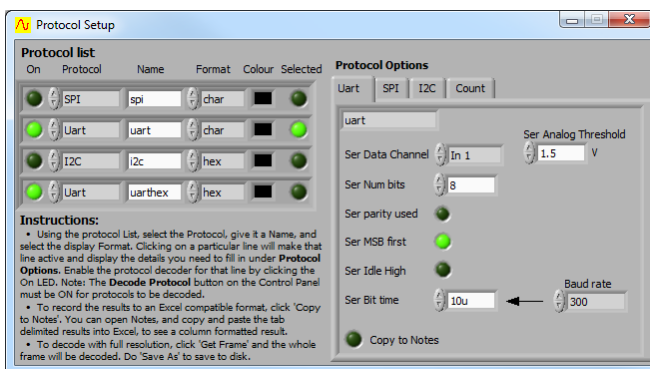 Protocol Setup
Protocol list
On Protocol Name Format Colour Selected
SPI spi char
Uart uart char
I2C i2c hex
Uart uarthex hex
Instructions:
• Using the protocol List, select the Protocol, give it a Name, and
select the display Format. Clicking on a particular line will make that
line active and display the details you need to fill in under Protocol
Options. Enable the protocol decoder for that line by clicking the
On LED. Note: The Decode Protocol button on the Control Panel
must be ON for protocols to be decoded.
• To record the results to an Excel compatible format, click 'Copy
to Notes'. You can open Notes, and copy and paste the tab
delimited results into Excel, to see a column formatted result.
• To decode with full resolution, click 'Get Frame' and the whole
frame will be decoded. Do 'Save As' to save to disk.
Protocol Options
Uart SPI I2C Count
uart
Ser Analog Threshold
Ser Data Channel In 1 1.5 V
Ser Num bits 8
Ser parity used
Ser MSB first
Ser Idle High
Baud rate
Ser Bit time 10u 300
Copy to Notes